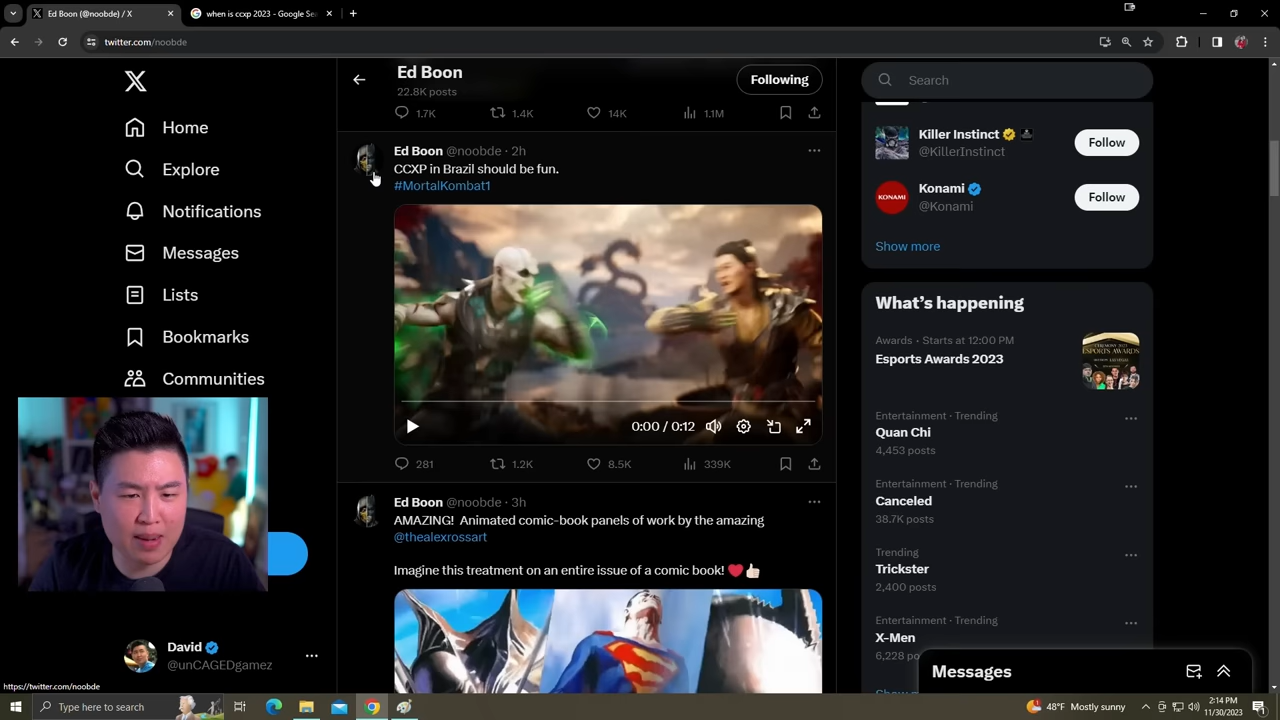 Ed Boon (@noobde) / X
when is ccxp 2023 - Google Se
twitter.com/noobde
Home
Explore
Notifications
Messages
Lists
Bookmarks
Communities
David
@unCAGEDgamez
https://twitter.com/noobde
Ed Boon
22.8K posts
Following
1.7K
1.4K
14K
1.1M
Ed Boon @noobde · 2h
CCXP in Brazil should be fun.
#MortalKombat1
0:00 / 0:12
281
1.2K
8.5K
339K
Ed Boon @noobde · 3h
AMAZING! Animated comic-book panels of work by the amazing
@thealexrossart
Imagine this treatment on an entire issue of a comic book! ❤️👍🏻
Search
Killer Instinct
@KillerInstinct
Follow
KONAMI
Konami
@Konami
Follow
Show more
What's happening
Awards · Starts at 12:00 PM
Esports Awards 2023
ESPORTS AWARDS
Entertainment · Trending
Quan Chi
4,453 posts
Entertainment · Trending
Canceled
38.7K posts
Trending
Trickster
2,400 posts
Entertainment · Trending
X-Men
6,228 po
Messages
Type here to search
48°F Mostly sunny
2:14 PM
11/30/2023